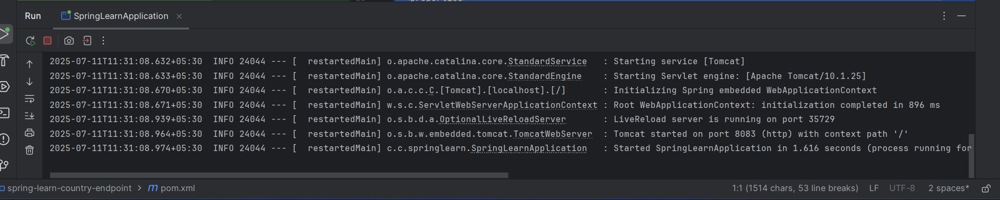 Run SpringLearnApplication
2025-07-11T11:31:08.632+05:30  INFO 24044 --- [  restartedMain] o.apache.catalina.core.StandardService   : Starting service [Tomcat]
2025-07-11T11:31:08.633+05:30  INFO 24044 --- [  restartedMain] o.apache.catalina.core.StandardEngine    : Starting Servlet engine: [Apache Tomcat/10.1.25]
2025-07-11T11:31:08.670+05:30  INFO 24044 --- [  restartedMain] o.a.c.c.C.[Tomcat].[localhost].[/]       : Initializing Spring embedded WebApplicationContext
2025-07-11T11:31:08.671+05:30  INFO 24044 --- [  restartedMain] w.s.c.ServletWebServerApplicationContext : Root WebApplicationContext: initialization completed in 896 ms
2025-07-11T11:31:08.939+05:30  INFO 24044 --- [  restartedMain] o.s.b.d.a.OptionalLiveReloadServer       : LiveReload server is running on port 35729
2025-07-11T11:31:08.964+05:30  INFO 24044 --- [  restartedMain] o.s.b.w.embedded.tomcat.TomcatWebServer  : Tomcat started on port 8083 (http) with context path '/'
2025-07-11T11:31:08.974+05:30  INFO 24044 --- [  restartedMain] c.c.springlearn.SpringLearnApplication   : Started SpringLearnApplication in 1.616 seconds (process running for
spring-learn-country-endpoint > m pom.xml 1:1 (1514 chars, 53 line breaks) LF UTF-8 2 spaces*